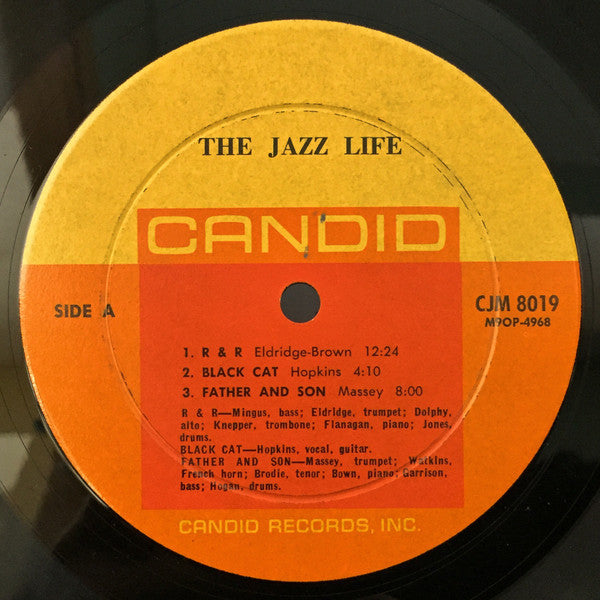 THE JAZZ LIFE
CANDID
SIDE A
CJM 8019
M9OP-4968
1. R & R Eldridge-Brown 12:24
2. BLACK CAT Hopkins 4:10
3. FATHER AND SON Massey 8:00
R & R—Mingus, bass; Eldridge, trumpet; Dolphy,
alto; Knepper, trombone; Flanagan, piano; Jones,
drums.
BLACK CAT—Hopkins, vocal, guitar.
FATHER AND SON—Massey, trumpet; Watkins,
French horn; Brodie, tenor; Bown, piano; Garrison,
bass; Hogan, drums.
CANDID RECORDS, INC.